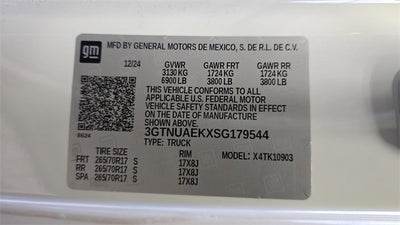 gm
MFD BY GENERAL MOTORS DE MEXICO, S. DE R.L. DE C.V.
12/24 GVWR GAWR FRT GAWR RR
3130 KG 1724 KG 1724 KG
6900 LB 3800 LB 3800 LB
THIS VEHICLE CONFORMS TO ALL
APPLICABLE U.S. FEDERAL MOTOR
VEHICLE SAFETY STANDARDS IN EFFECT
ON THE DATE OF MANUFACTURE
SHOWN ABOVE.
3GTNUAEKXSG179544
TYPE: TRUCK
TIRE SIZE RIM MODEL: X4TK10903
FRT 265/70R17 S 17X8J
RR 265/70R17 S 17X8J
SPA 265/70R17 S 17X8J